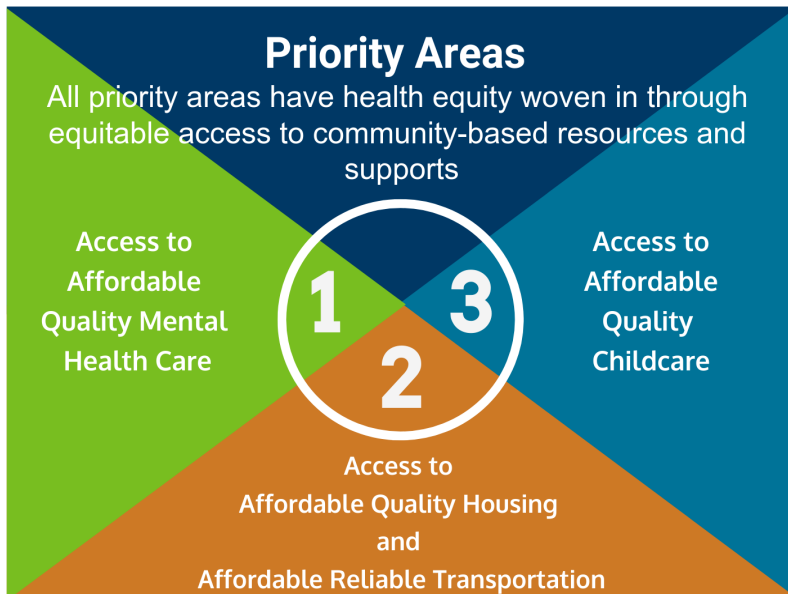 Priority Areas
All priority areas have health equity woven in through
equitable access to community-based resources and
supports
Access to
Affordable
Quality Mental
Health Care
1
2
3
Access to
Affordable
Quality
Childcare
Access to
Affordable Quality Housing
and
Affordable Reliable Transportation